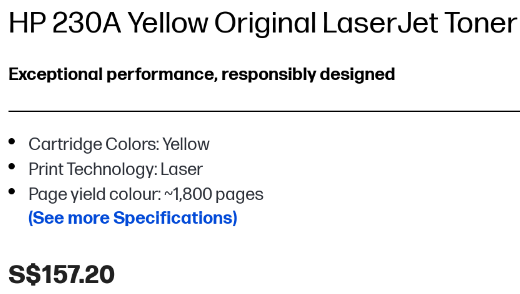 HP 230A Yellow Original LaserJet Toner
Exceptional performance, responsibly designed
• Cartridge Colors: Yellow
• Print Technology: Laser
• Page yield colour: ~1,800 pages
(See more Specifications)
S$157.20